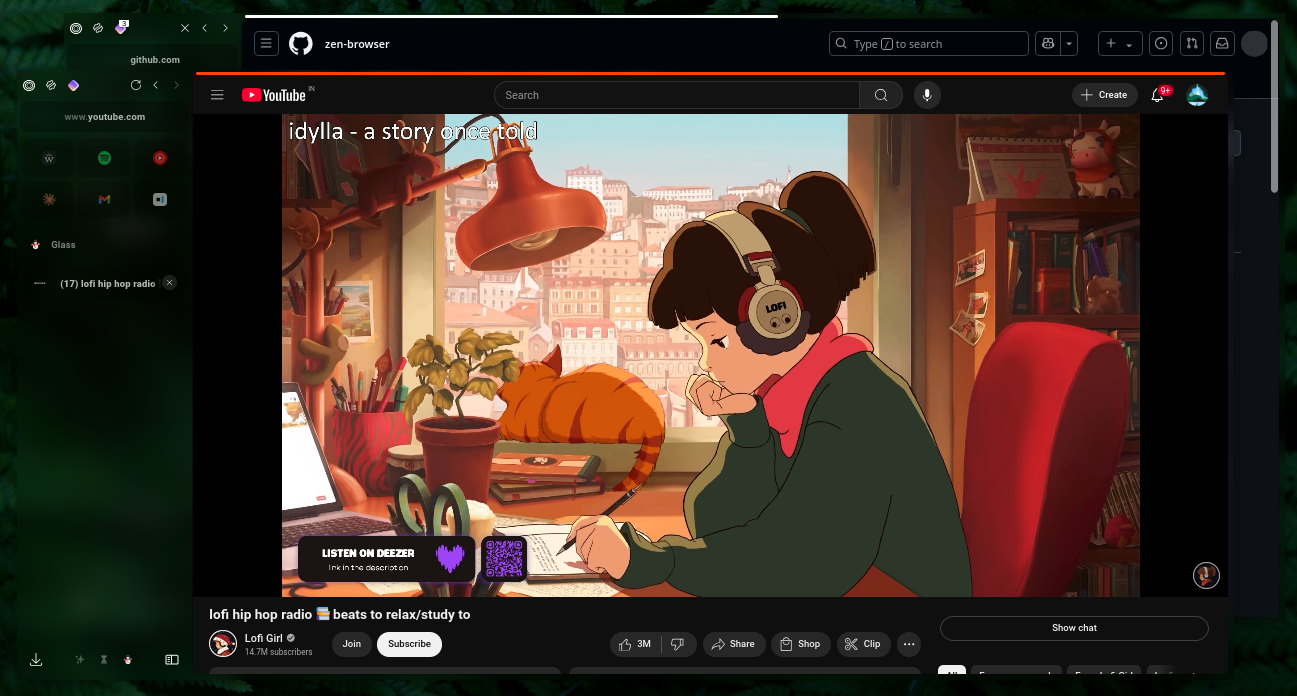 3
github.com
zen-browser
Type / to search
www.youtube.com
YouTube IN
Search
Create
9+
W
idylla - a story once told
LOFI
Glass
(17) lofi hip hop radio
LISTEN ON DEEZER
link in the description
lofi hip hop radio 📚 beats to relax/study to
Lofi Girl
14.7M subscribers
Join
Subscribe
3M
Share
Shop
Clip
Show chat